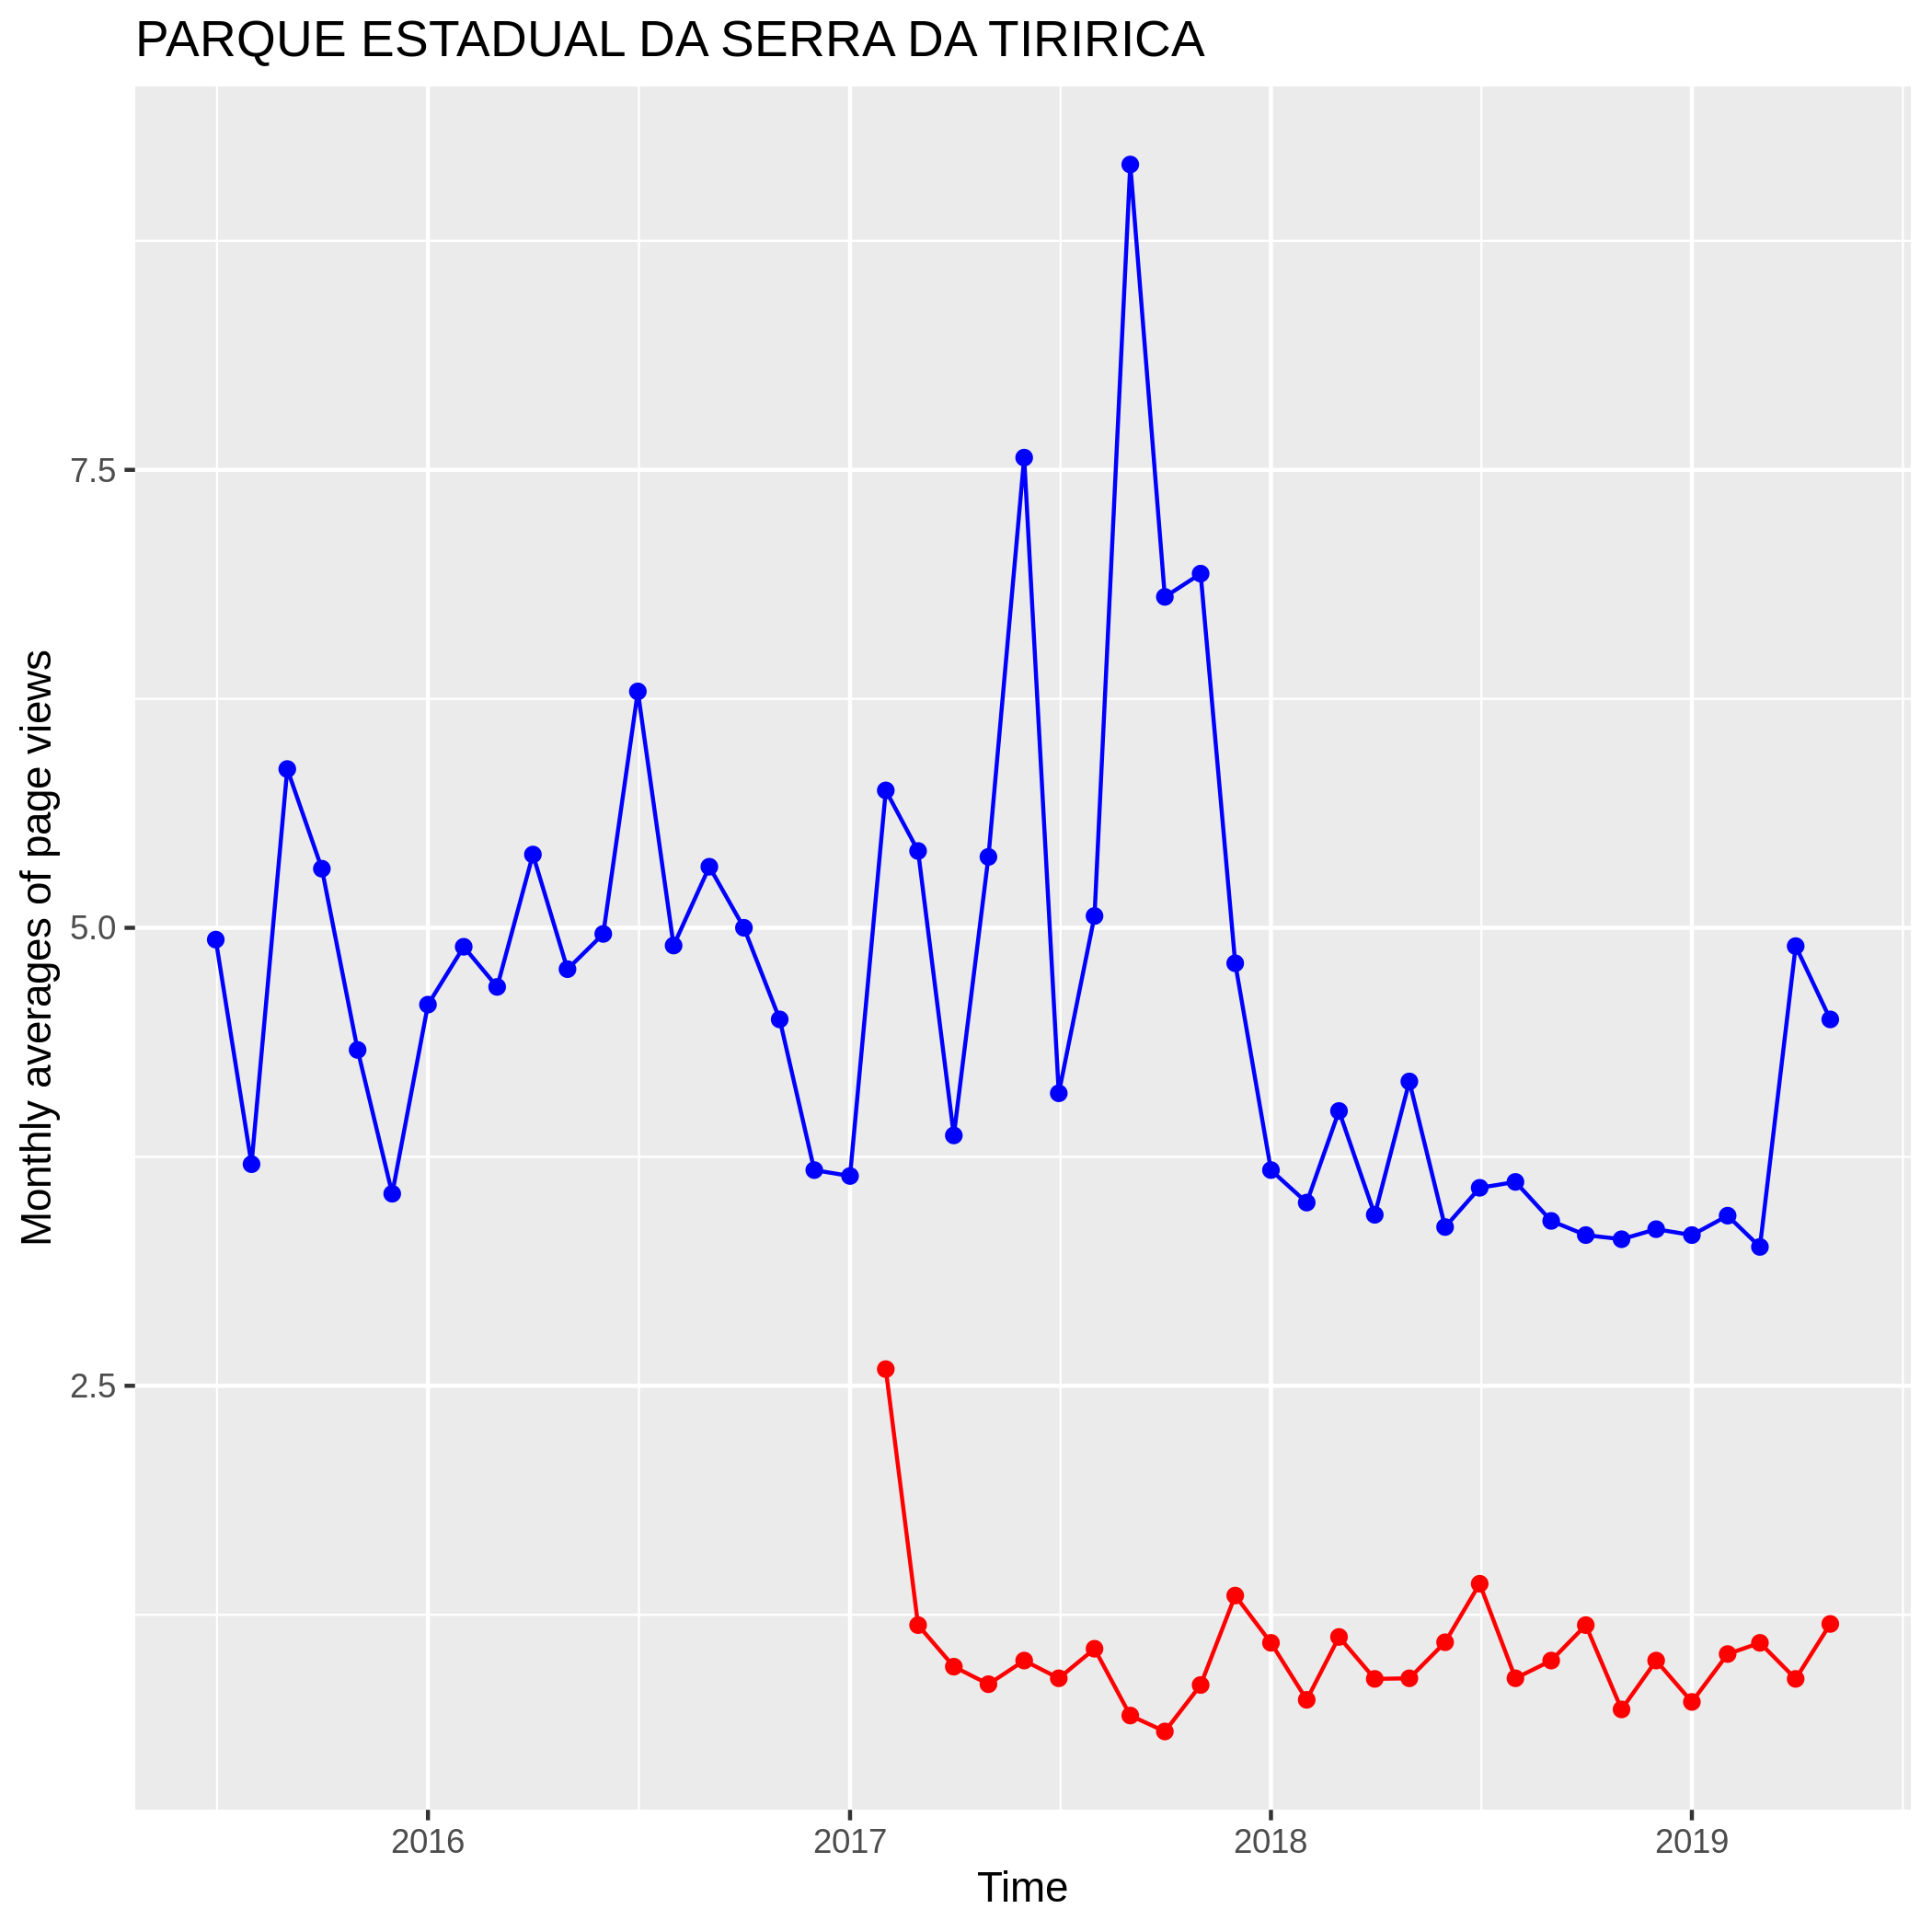 PARQUE ESTADUAL DA SERRA DA TIRIRICA
Monthly averages of page views
7.5
5.0
2.5
2016
2017
2018
2019
Time